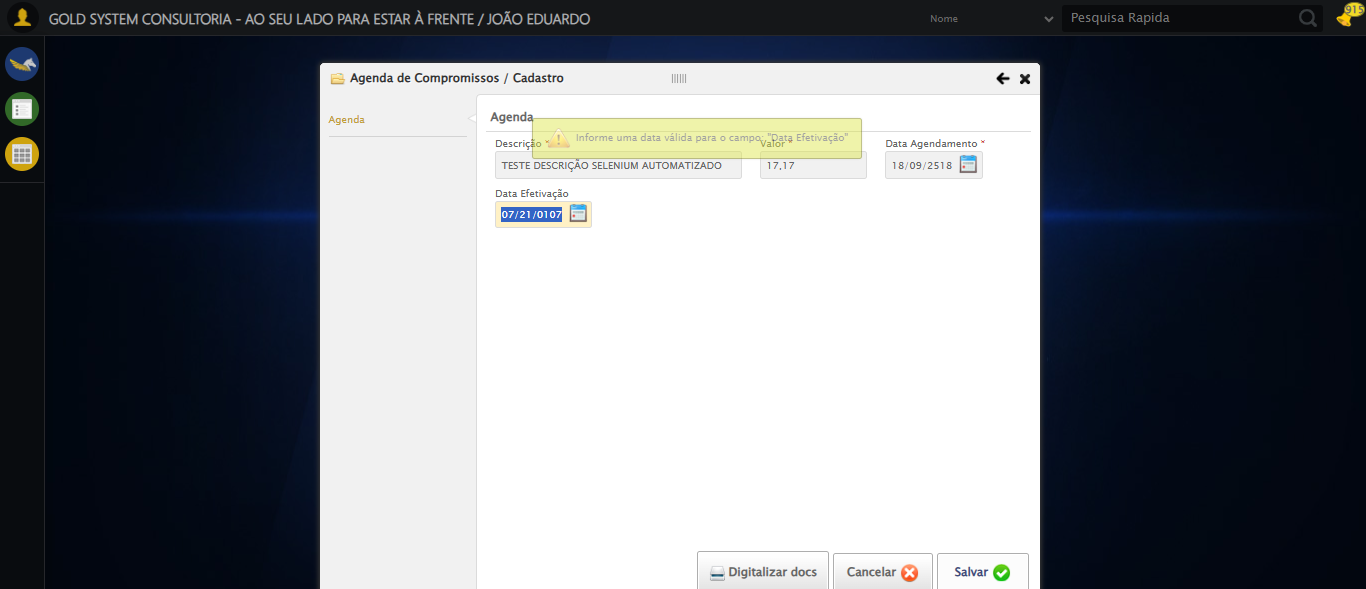 GOLD SYSTEM CONSULTORIA - AO SEU LADO PARA ESTAR À FRENTE / JOÃO EDUARDO
Nome
Pesquisa Rapida
915
Agenda de Compromissos / Cadastro
Agenda
Agenda
Informe uma data válida para o campo: "Data Efetivação"
Descrição * Valor * Data Agendamento *
TESTE DESCRIÇÃO SELENIUM AUTOMATIZADO 17,17 18/09/2518
Data Efetivação
07/21/0107
Digitalizar docs Cancelar Salvar